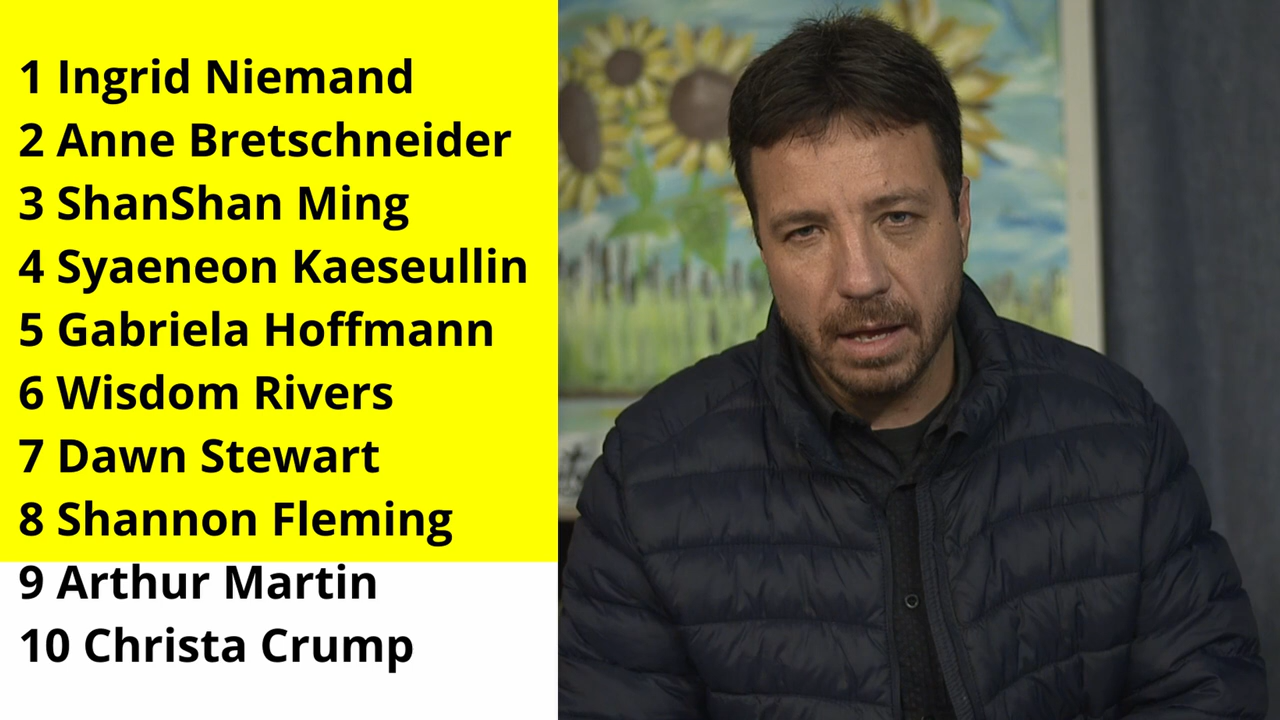 1 Ingrid Niemand
2 Anne Bretschneider
3 ShanShan Ming
4 Syaeneon Kaeseullin
5 Gabriela Hoffmann
6 Wisdom Rivers
7 Dawn Stewart
8 Shannon Fleming
9 Arthur Martin
10 Christa Crump